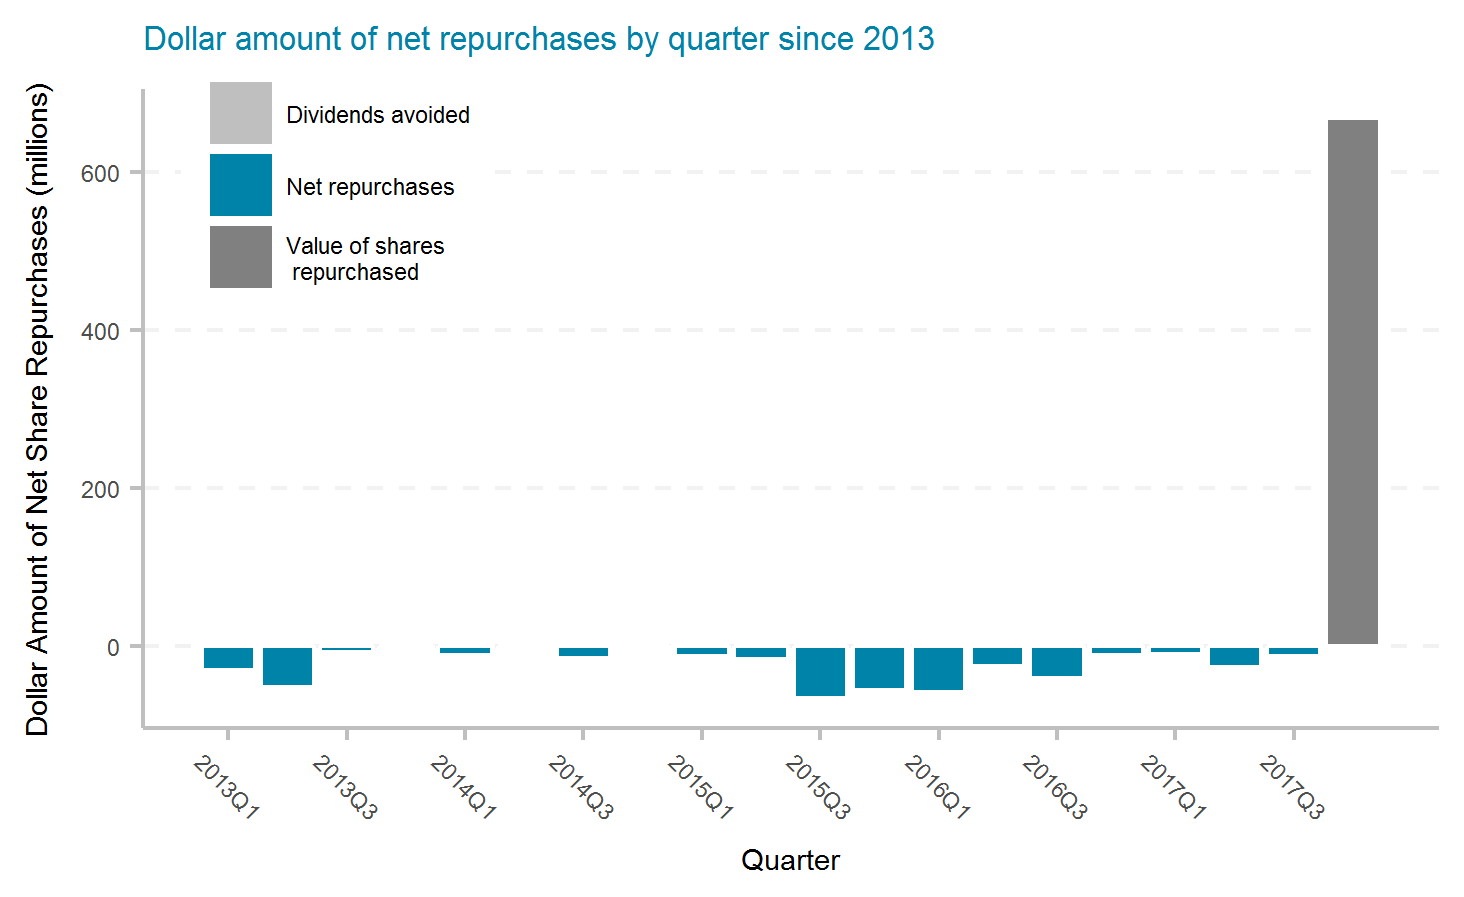 Dollar amount of net repurchases by quarter since 2013
Dollar Amount of Net Share Repurchases (millions)
Dividends avoided
Net repurchases
Value of shares
repurchased
600
400
200
0
2013Q1
2013Q3
2014Q1
2014Q3
2015Q1
2015Q3
2016Q1
2016Q3
2017Q1
2017Q3
Quarter